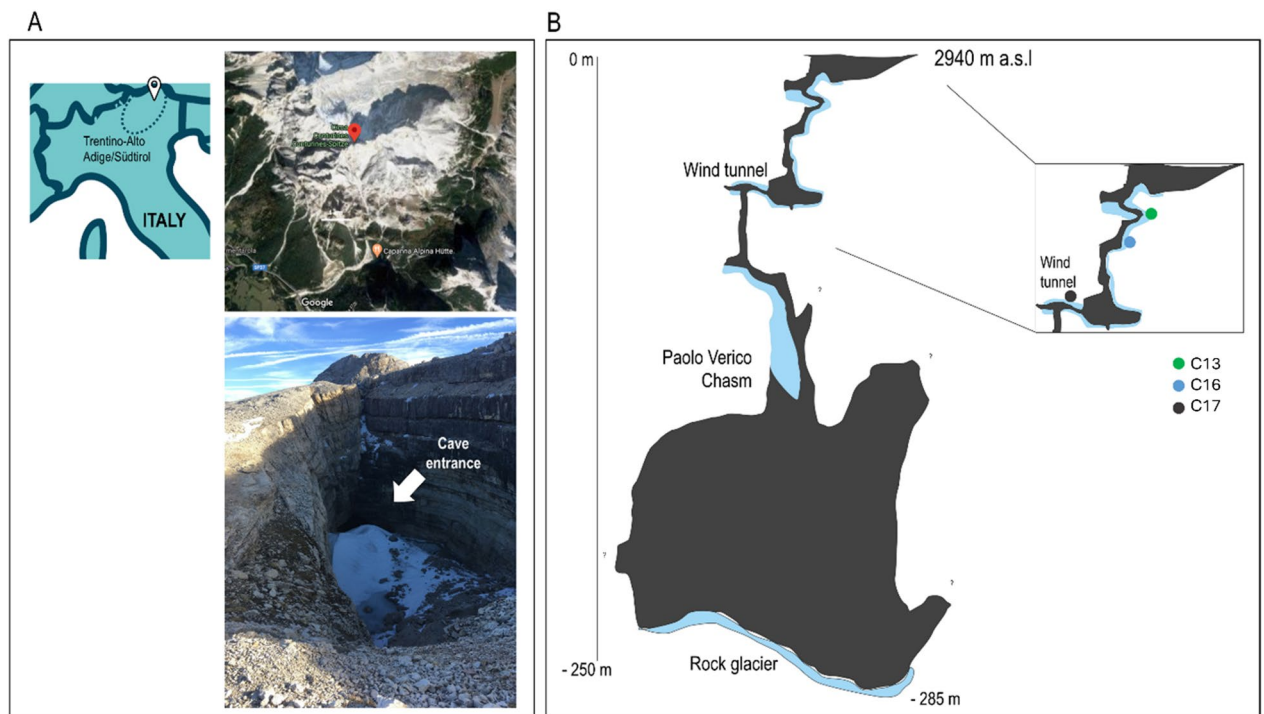 A
Trentino-Alto
Adige/Südtirol
ITALY
Capanna Alpina Hütte
SP37
Google
Cave
entrance
B
0 m
2940 m a.s.l
Wind tunnel
?
Paolo Verico
Chasm
?
?
?
Rock glacier
- 250 m
- 285 m
Wind
tunnel
C13
C16
C17